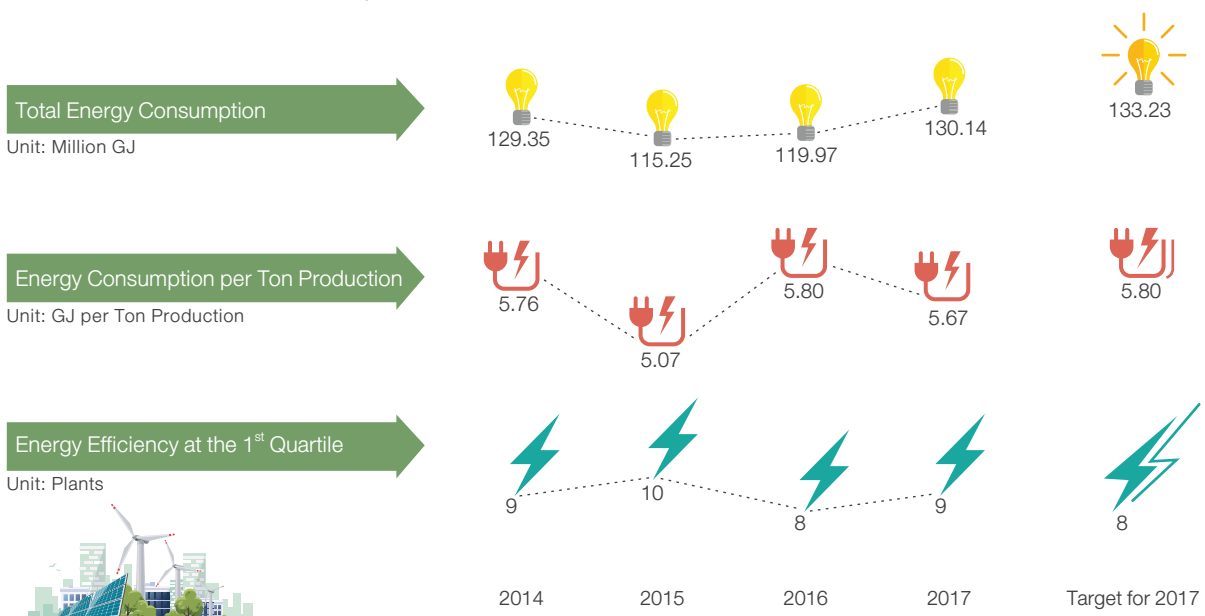 Total Energy Consumption
Unit: Million GJ
129.35
115.25
119.97
130.14
133.23
Energy Consumption per Ton Production
Unit: GJ per Ton Production
5.76
5.07
5.80
5.67
5.80
Energy Efficiency at the 1st Quartile
Unit: Plants
9
10
8
9
8
2014 2015 2016 2017 Target for 2017